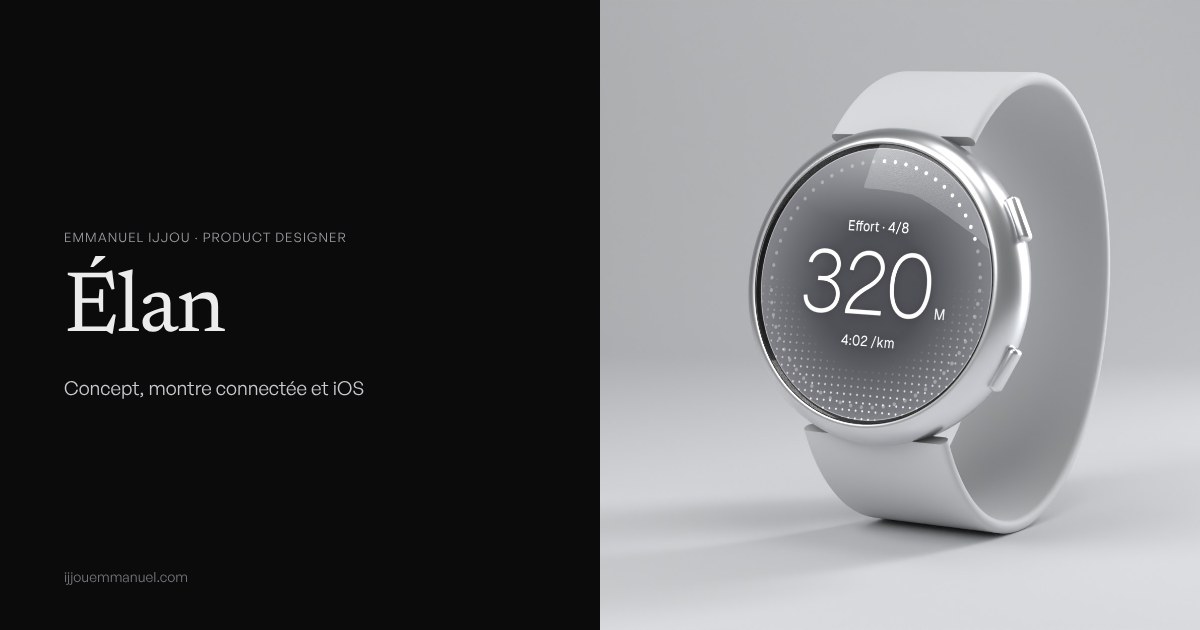 EMMANUEL IJJOU · PRODUCT DESIGNER
Élan
Concept, montre connectée et iOS
ijjouemmanuel.com
Effort · 4/8
320 M
4:02 /km